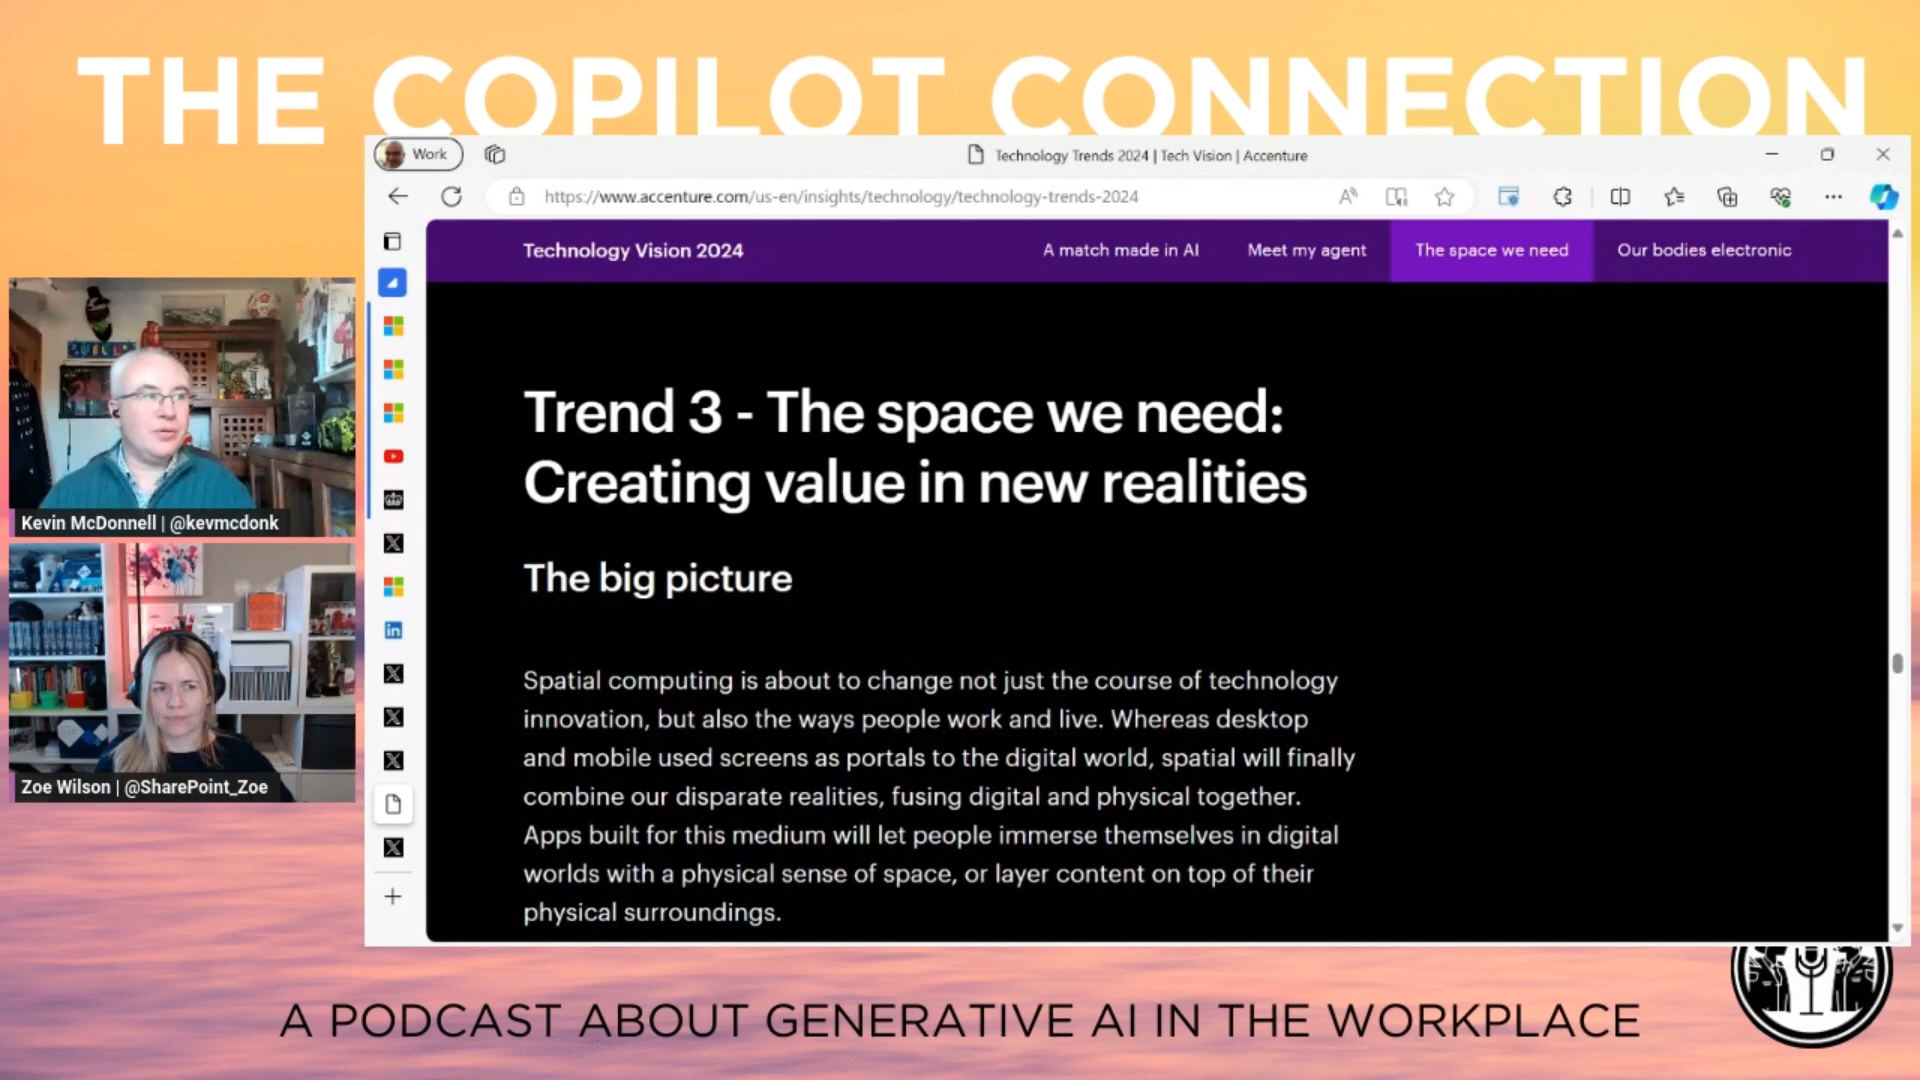 THE COPILOT CONNECTION
Work
Technology Trends 2024 | Tech Vision | Accenture
https://www.accenture.com/us-en/insights/technology/technology-trends-2024
Technology Vision 2024
A match made in AI
Meet my agent
The space we need
Our bodies electronic
Trend 3 - The space we need:
Creating value in new realities
The big picture
Spatial computing is about to change not just the course of technology
innovation, but also the ways people work and live. Whereas desktop
and mobile used screens as portals to the digital world, spatial will finally
combine our disparate realities, fusing digital and physical together.
Apps built for this medium will let people immerse themselves in digital
worlds with a physical sense of space, or layer content on top of their
physical surroundings.
Kevin McDonnell | @kevmcdonk
Zoe Wilson | @SharePoint_Zoe
A PODCAST ABOUT GENERATIVE AI IN THE WORKPLACE